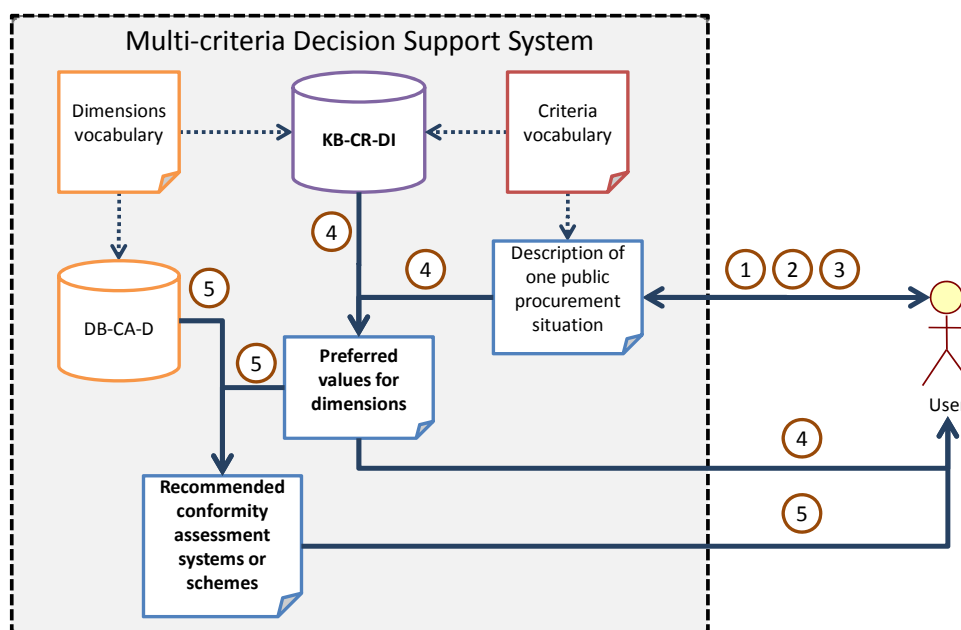 Multi-criteria Decision Support System
Dimensions
vocabulary
KB-CR-DI
Criteria
vocabulary
4
4
Description of
one public
procurement
situation
1 2 3
DB-CA-D
5
5
Preferred
values for
dimensions
User
4
Recommended
conformity
assessment
systems or
schemes
5